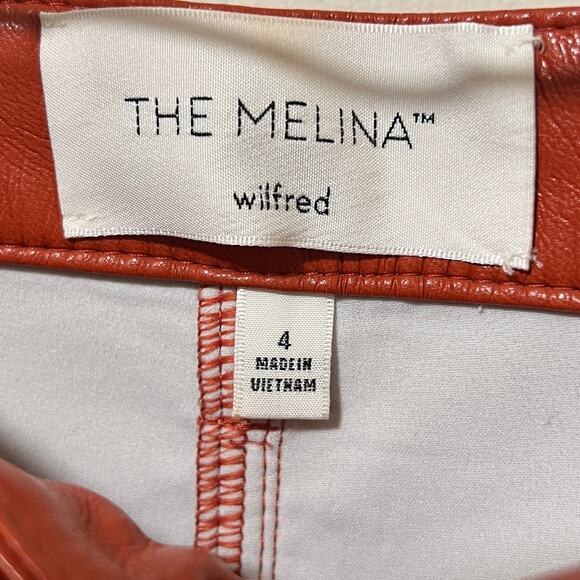 THE MELINA™
wilfred
4
MADE IN
VIETNAM